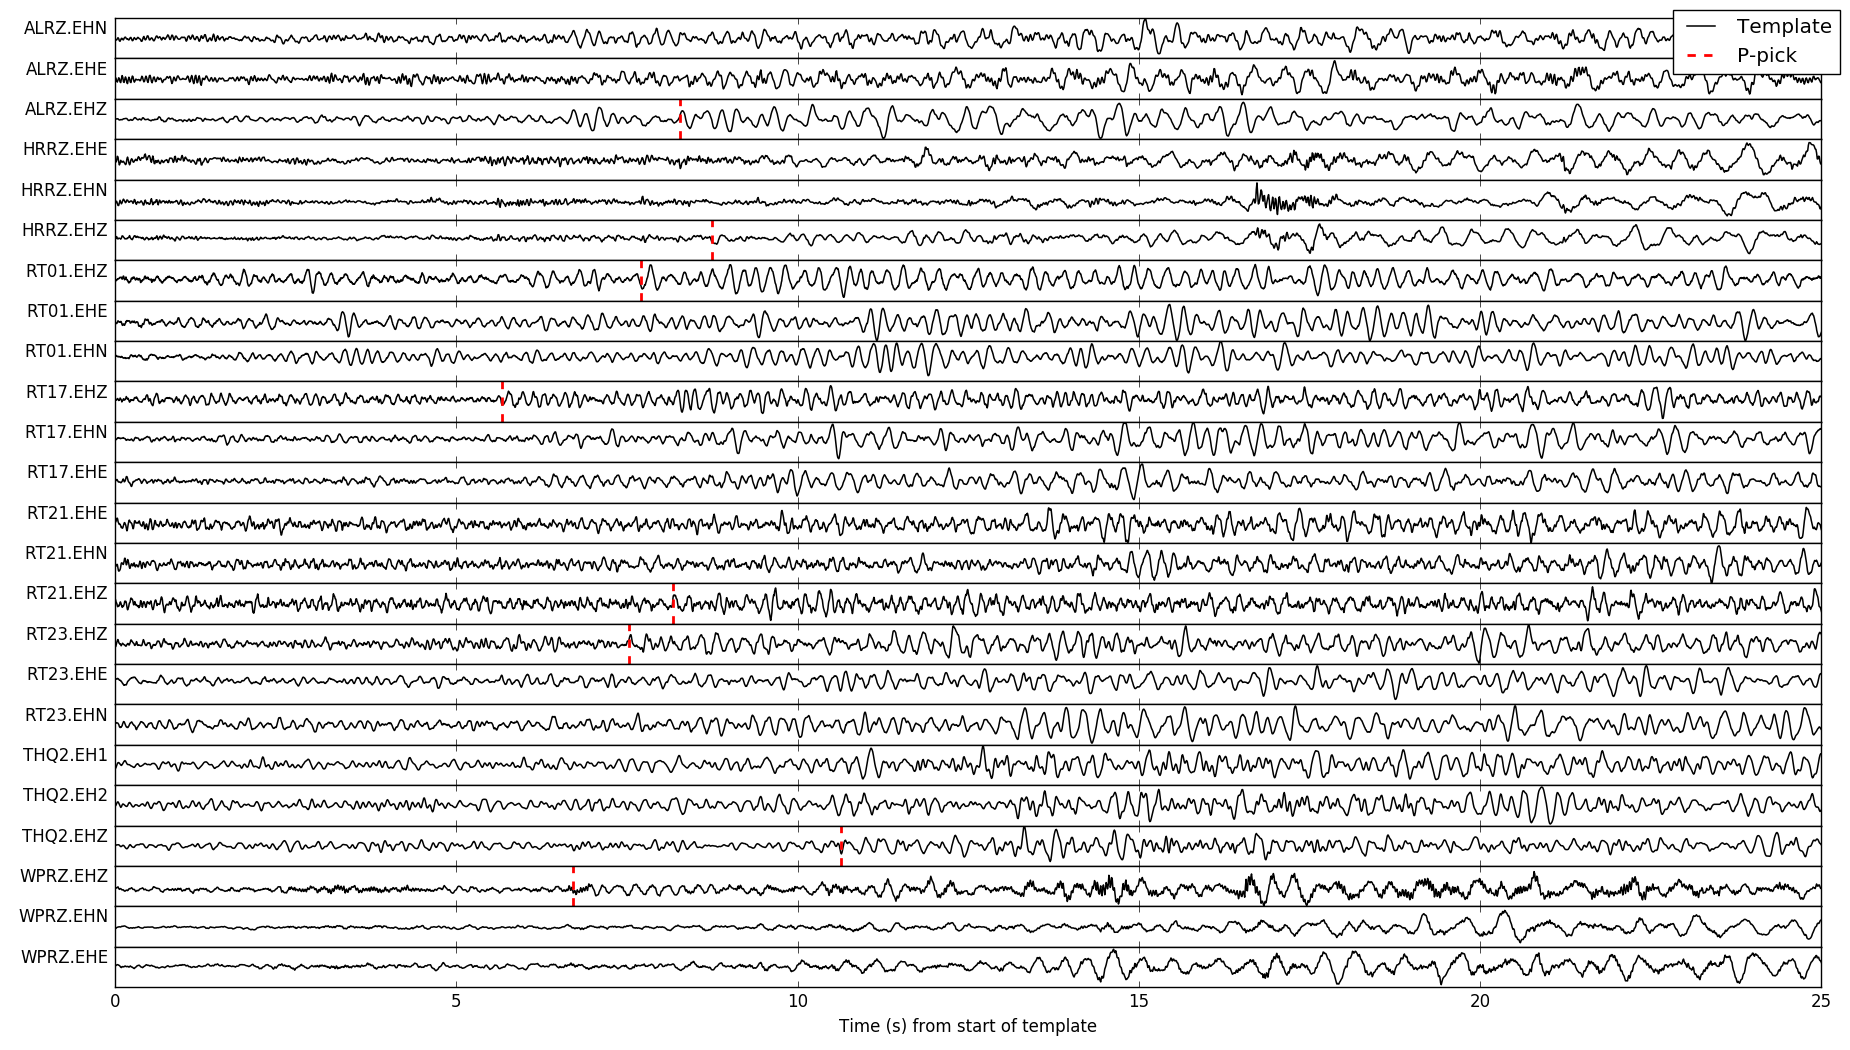 ALRZ.EHN
Template
P-pick
ALRZ.EHE
ALRZ.EHZ
HRRZ.EHE
HRRZ.EHN
HRRZ.EHZ
RT01.EHZ
RT01.EHE
RT01.EHN
RT17.EHZ
RT17.EHN
RT17.EHE
RT21.EHE
RT21.EHN
RT21.EHZ
RT23.EHZ
RT23.EHE
RT23.EHN
THQ2.EH1
THQ2.EH2
THQ2.EHZ
WPRZ.EHZ
WPRZ.EHN
WPRZ.EHE
0 5 10 15 20 25
Time (s) from start of template